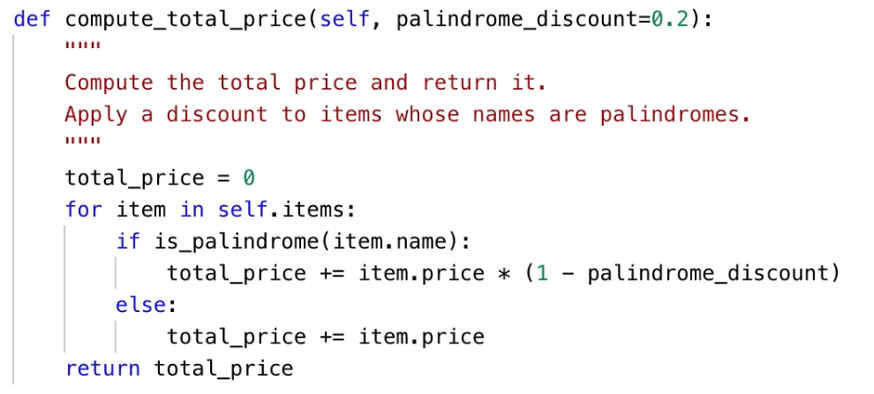 def compute_total_price(self, palindrome_discount=0.2):
    """
    Compute the total price and return it.
    Apply a discount to items whose names are palindromes.
    """
    total_price = 0
    for item in self.items:
        if is_palindrome(item.name):
            total_price += item.price * (1 - palindrome_discount)
        else:
            total_price += item.price
    return total_price